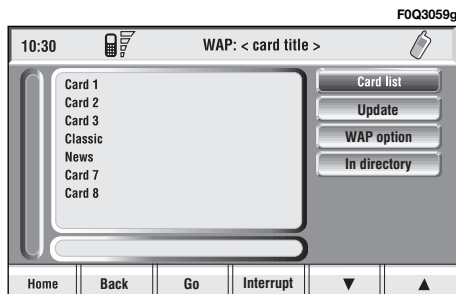 F0Q3059g
10:30 WAP: < card title >
Card 1
Card 2
Card 3
Classic
News
Card 7
Card 8
Card list
Update
WAP option
In directory
Home Back Go Interrupt ▼ ▲